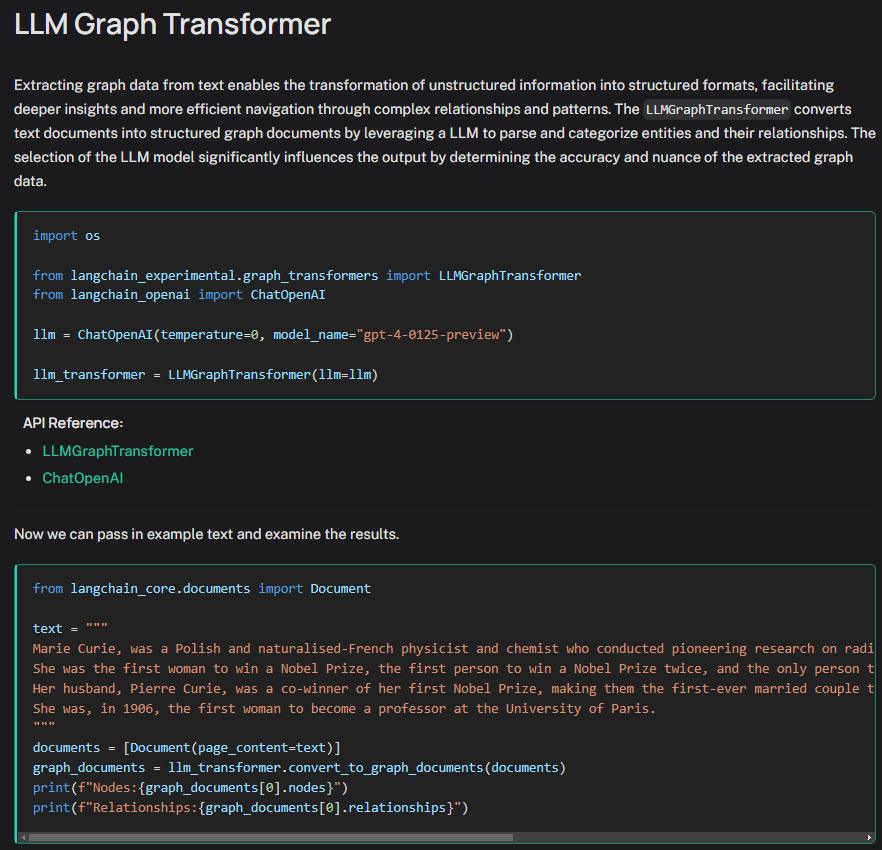 LLM Graph Transformer
Extracting graph data from text enables the transformation of unstructured information into structured formats, facilitating
deeper insights and more efficient navigation through complex relationships and patterns. The LLMGraphTransformer converts
text documents into structured graph documents by leveraging a LLM to parse and categorize entities and their relationships. The
selection of the LLM model significantly influences the output by determining the accuracy and nuance of the extracted graph
data.
import os
from langchain_experimental.graph_transformers import LLMGraphTransformer
from langchain_openai import ChatOpenAI
llm = ChatOpenAI(temperature=0, model_name="gpt-4-0125-preview")
llm_transformer = LLMGraphTransformer(llm=llm)
API Reference:
• LLMGraphTransformer
• ChatOpenAI
Now we can pass in example text and examine the results.
from langchain_core.documents import Document
text = """
Marie Curie, was a Polish and naturalised-French physicist and chemist who conducted pioneering research on radi
She was the first woman to win a Nobel Prize, the first person to win a Nobel Prize twice, and the only person t
Her husband, Pierre Curie, was a co-winner of her first Nobel Prize, making them the first-ever married couple t
She was, in 1906, the first woman to become a professor at the University of Paris.
"""
documents = [Document(page_content=text)]
graph_documents = llm_transformer.convert_to_graph_documents(documents)
print(f"Nodes:{graph_documents[0].nodes}")
print(f"Relationships:{graph_documents[0].relationships}")